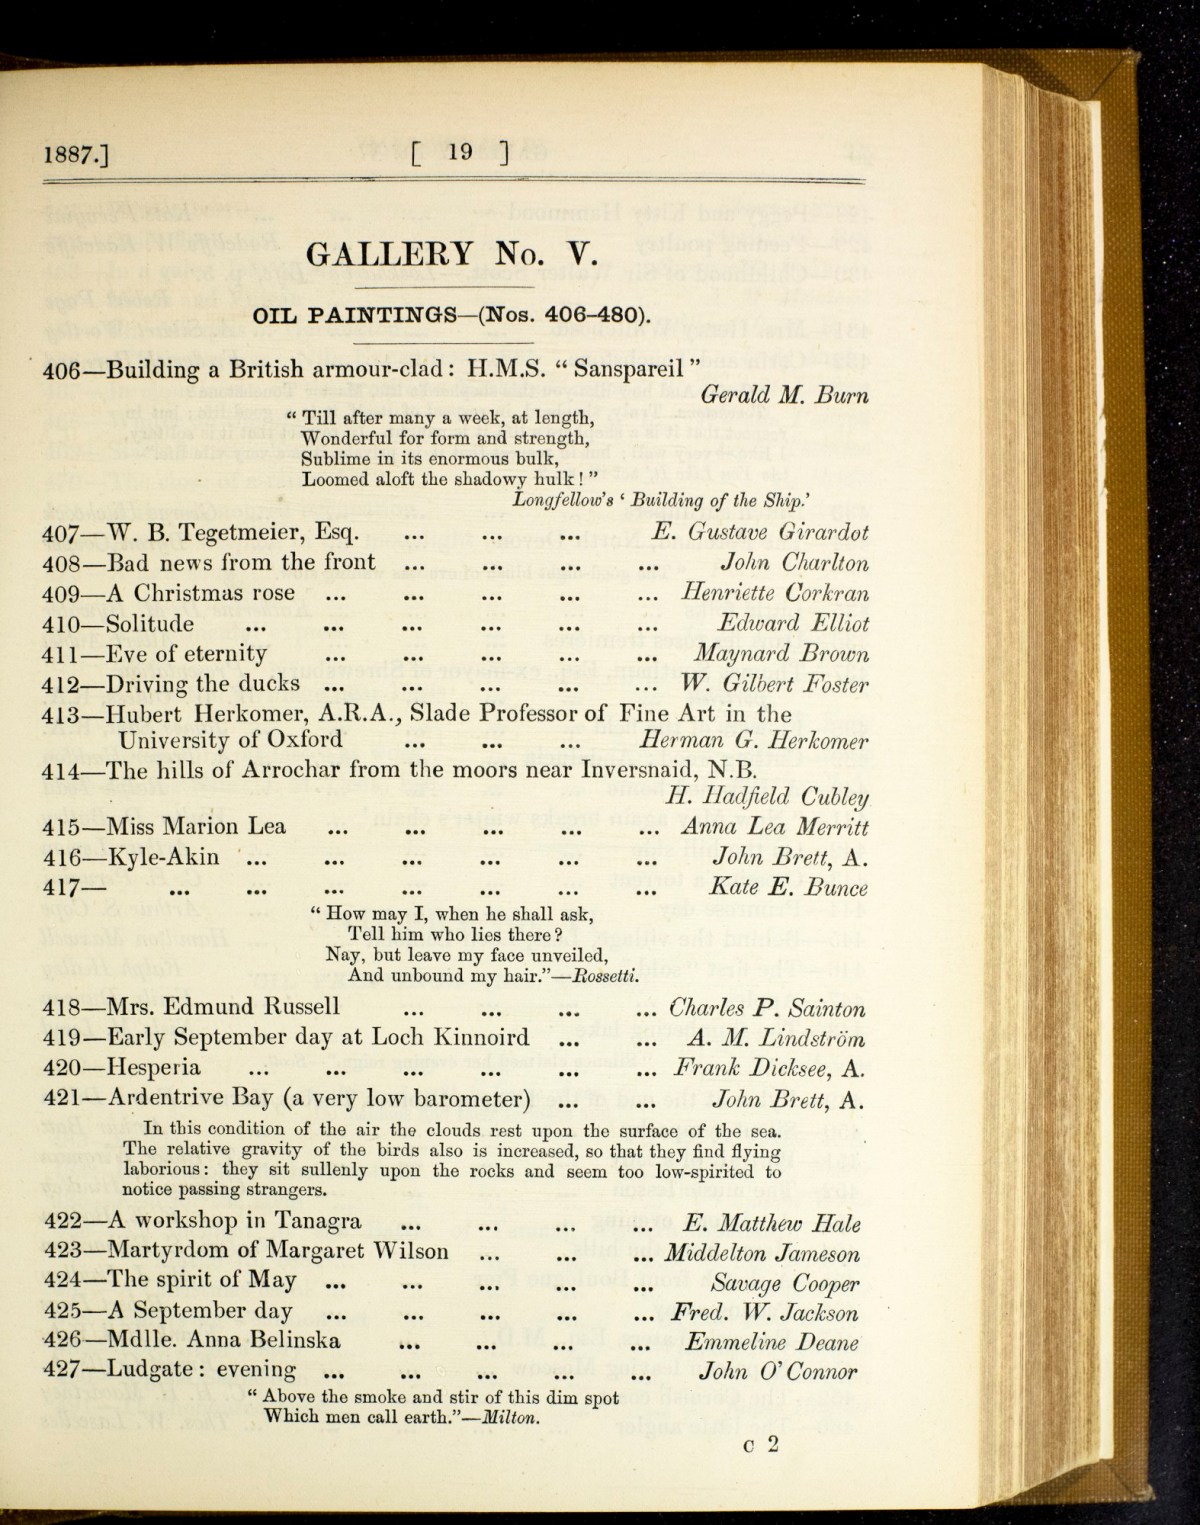 1887.] [ 19 ]
GALLERY No. V.
OIL PAINTINGS—(Nos. 406-480).
406—Building a British armour-clad: H.M.S. “Sanspareil”
Gerald M. Burn
“Till after many a week, at length,
Wonderful for form and strength,
Sublime in its enormous bulk,
Loomed aloft the shadowy hulk!”
Longfellow's ‘Building of the Ship.’
407—W. B. Tegetmeier, Esq. ... ... ... E. Gustave Girardot
408—Bad news from the front ... ... ... ... John Charlton
409—A Christmas rose ... ... ... ... ... Henriette Corkran
410—Solitude ... ... ... ... ... ... Edward Elliot
411—Eve of eternity ... ... ... ... ... Maynard Brown
412—Driving the ducks ... ... ... ... ... W. Gilbert Foster
413—Hubert Herkomer, A.R.A., Slade Professor of Fine Art in the
University of Oxford ... ... ... Herman G. Herkomer
414—The hills of Arrochar from the moors near Inversnaid, N.B.
H. Hadfield Cubley
415—Miss Marion Lea ... ... ... ... ... Anna Lea Merritt
416—Kyle-Akin ... ... ... ... ... ... John Brett, A.
417— ... ... ... ... ... ... ... Kate E. Bunce
“How may I, when he shall ask,
Tell him who lies there?
Nay, but leave my face unveiled,
And unbound my hair.”—Rossetti.
418—Mrs. Edmund Russell ... ... ... ... Charles P. Sainton
419—Early September day at Loch Kinnoird ... ... A. M. Lindström
420—Hesperia ... ... ... ... ... ... Frank Dicksee, A.
421—Ardentrive Bay (a very low barometer) ... ... John Brett, A.
In this condition of the air the clouds rest upon the surface of the sea.
The relative gravity of the birds also is increased, so that they find flying
laborious: they sit sullenly upon the rocks and seem too low-spirited to
notice passing strangers.
422—A workshop in Tanagra ... ... ... ... E. Matthew Hale
423—Martyrdom of Margaret Wilson ... ... ... Middelton Jameson
424—The spirit of May ... ... ... ... ... Savage Cooper
425—A September day ... ... ... ... ... Fred. W. Jackson
426—Mdlle. Anna Belinska ... ... ... ... Emmeline Deane
427—Ludgate: evening ... ... ... ... ... John O'Connor
“Above the smoke and stir of this dim spot
Which men call earth.”—Milton.
C 2